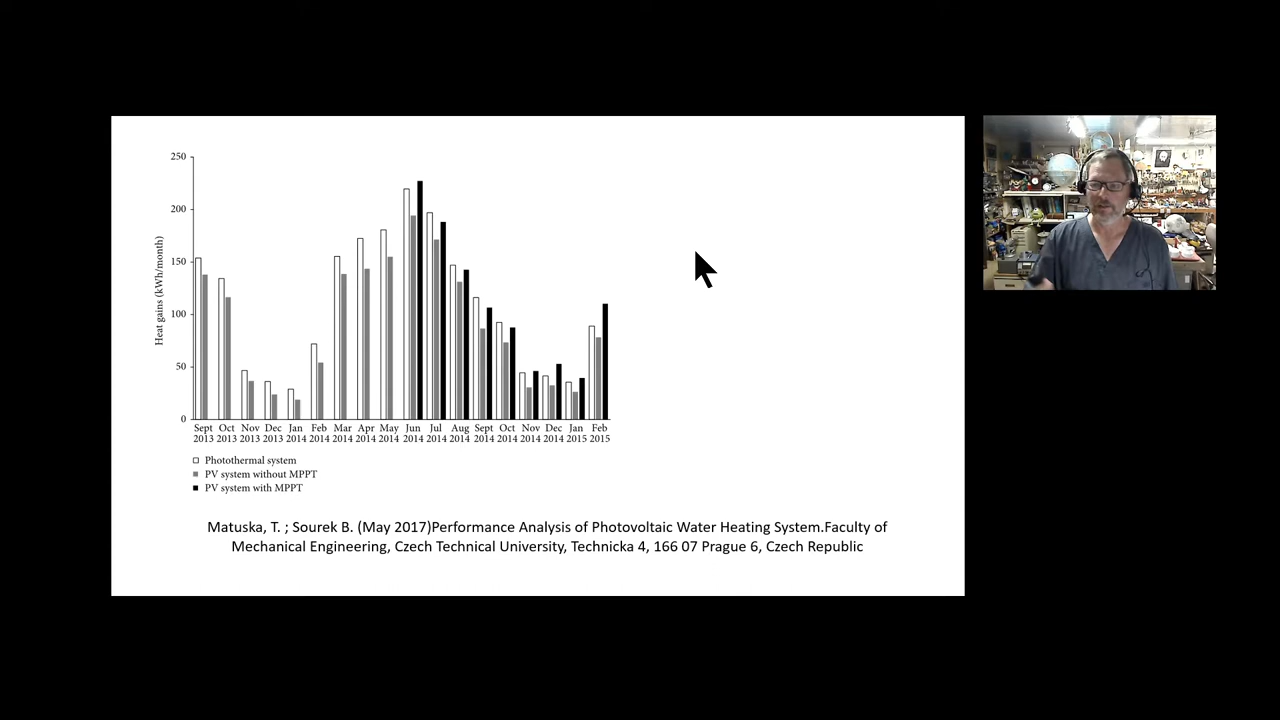 250
200
150
100
50
0
Heat gains (kWh/month)
Sept Oct Nov Dec Jan Feb Mar Apr May Jun Jul Aug Sept Oct Nov Dec Jan Feb
2013 2013 2013 2013 2014 2014 2014 2014 2014 2014 2014 2014 2014 2014 2014 2014 2015 2015
Photothermal system
PV system without MPPT
PV system with MPPT
Matuska, T. ; Sourek B. (May 2017)Performance Analysis of Photovoltaic Water Heating System.Faculty of
Mechanical Engineering, Czech Technical University, Technicka 4, 166 07 Prague 6, Czech Republic